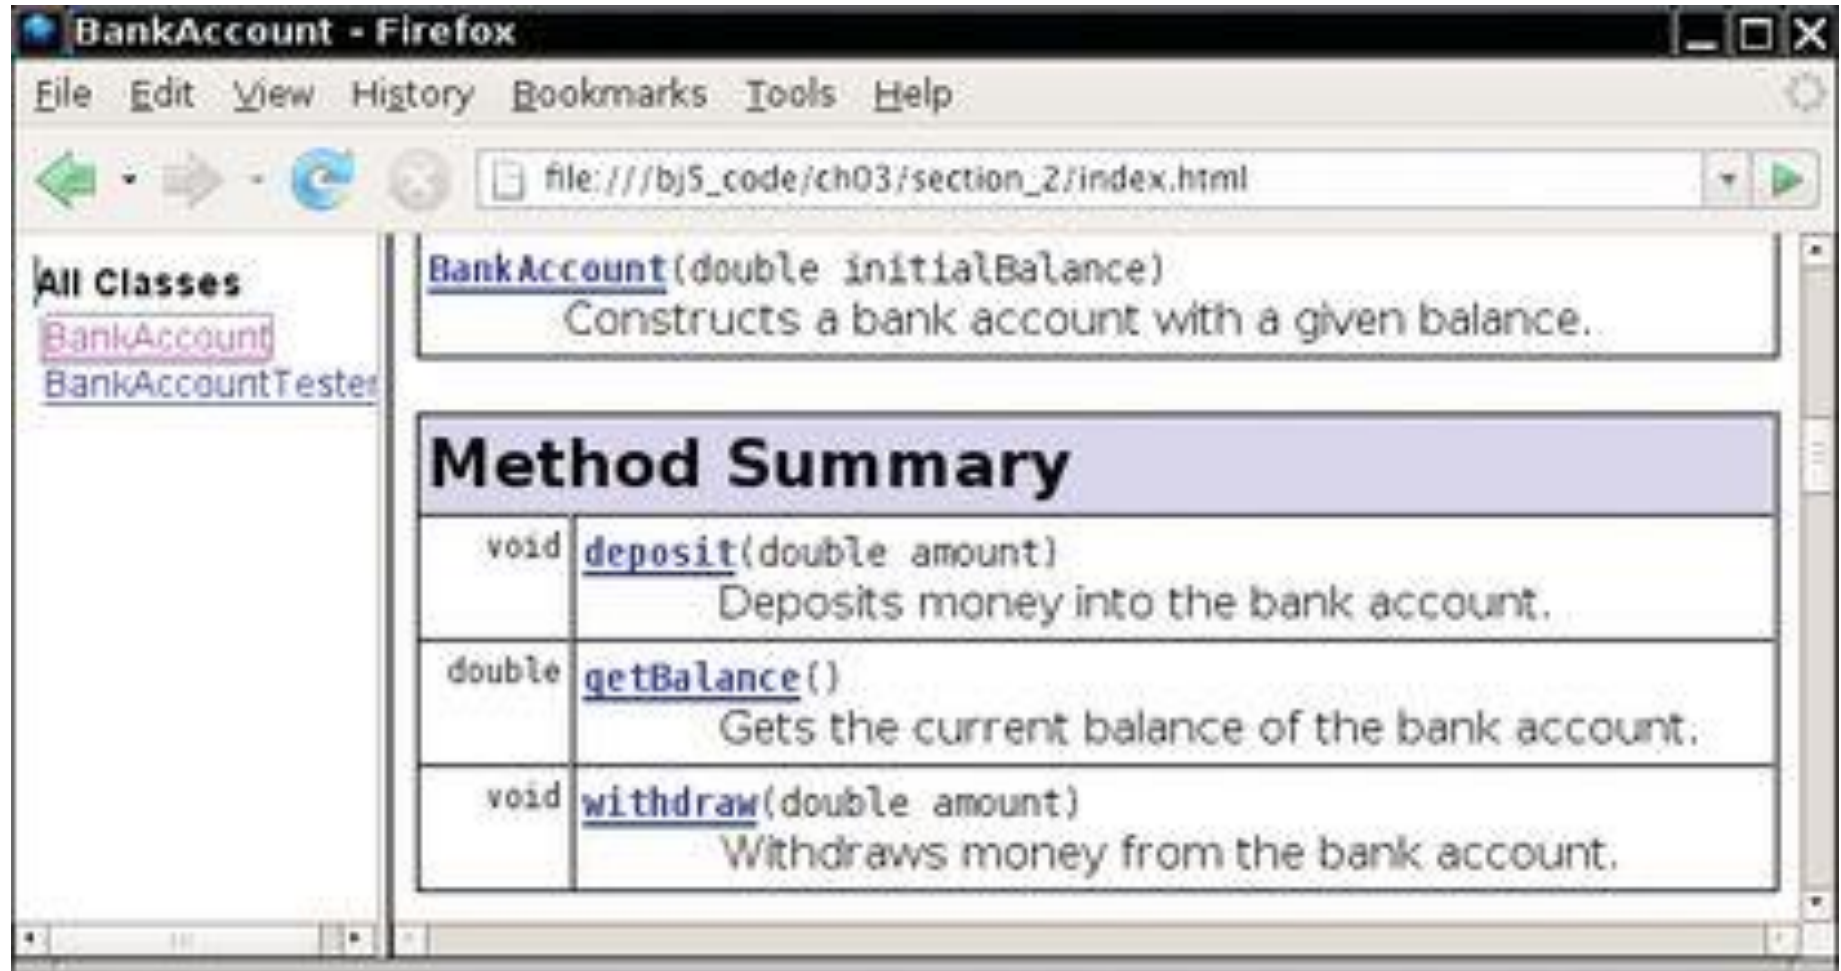 BankAccount - Firefox
File Edit View History Bookmarks Tools Help
file:///bj5_code/ch03/section_2/index.html
All Classes
BankAccount
BankAccountTester
BankAccount(double initialBalance)
Constructs a bank account with a given balance.
Method Summary
void deposit(double amount)
Deposits money into the bank account.
double getBalance()
Gets the current balance of the bank account.
void withdraw(double amount)
Withdraws money from the bank account.